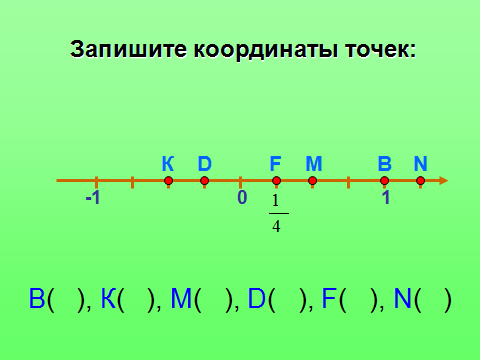 Запишите координаты точек:
K D F M B N
-1 0 1/4 1
B( ), K( ), M( ), D( ), F( ), N( )